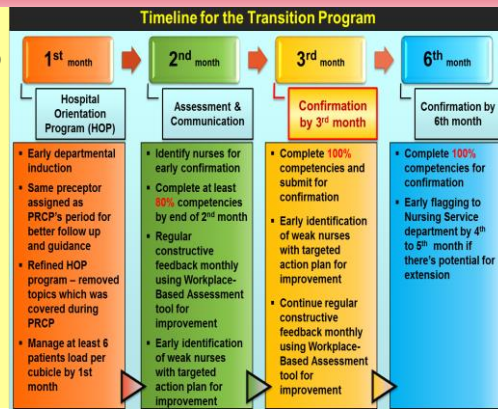 Timeline for the Transition Program
1st month
2nd month
3rd month
6th month
Hospital
Orientation
Program (HOP)
Assessment &
Communication
Confirmation
by 3rd month
Confirmation by
6th month
▪ Early departmental
induction
▪ Same preceptor
assigned as
PRCP's period for
better follow up
and guidance
▪ Refined HOP
program – removed
topics which was
covered during
PRCP
▪ Manage at least 6
patients load per
cubicle by 1st
month
▪ Identify nurses for
early confirmation
▪ Complete at least
80% competencies
by end of 2nd month
▪ Regular
constructive
feedback monthly
using Workplace-
Based Assessment
tool for
improvement
▪ Early identification
of weak nurses
with targeted
action plan for
improvement
▪ Complete 100%
competencies and
submit for
confirmation
▪ Early identification
of weak nurses
with targeted
action plan for
improvement
▪ Continue regular
constructive
feedback monthly
using Workplace-
Based Assessment
tool for
improvement
▪ Complete 100%
competencies for
confirmation
▪ Early flagging to
Nursing Service
department by 4th
to 5th month if
there's potential for
extension